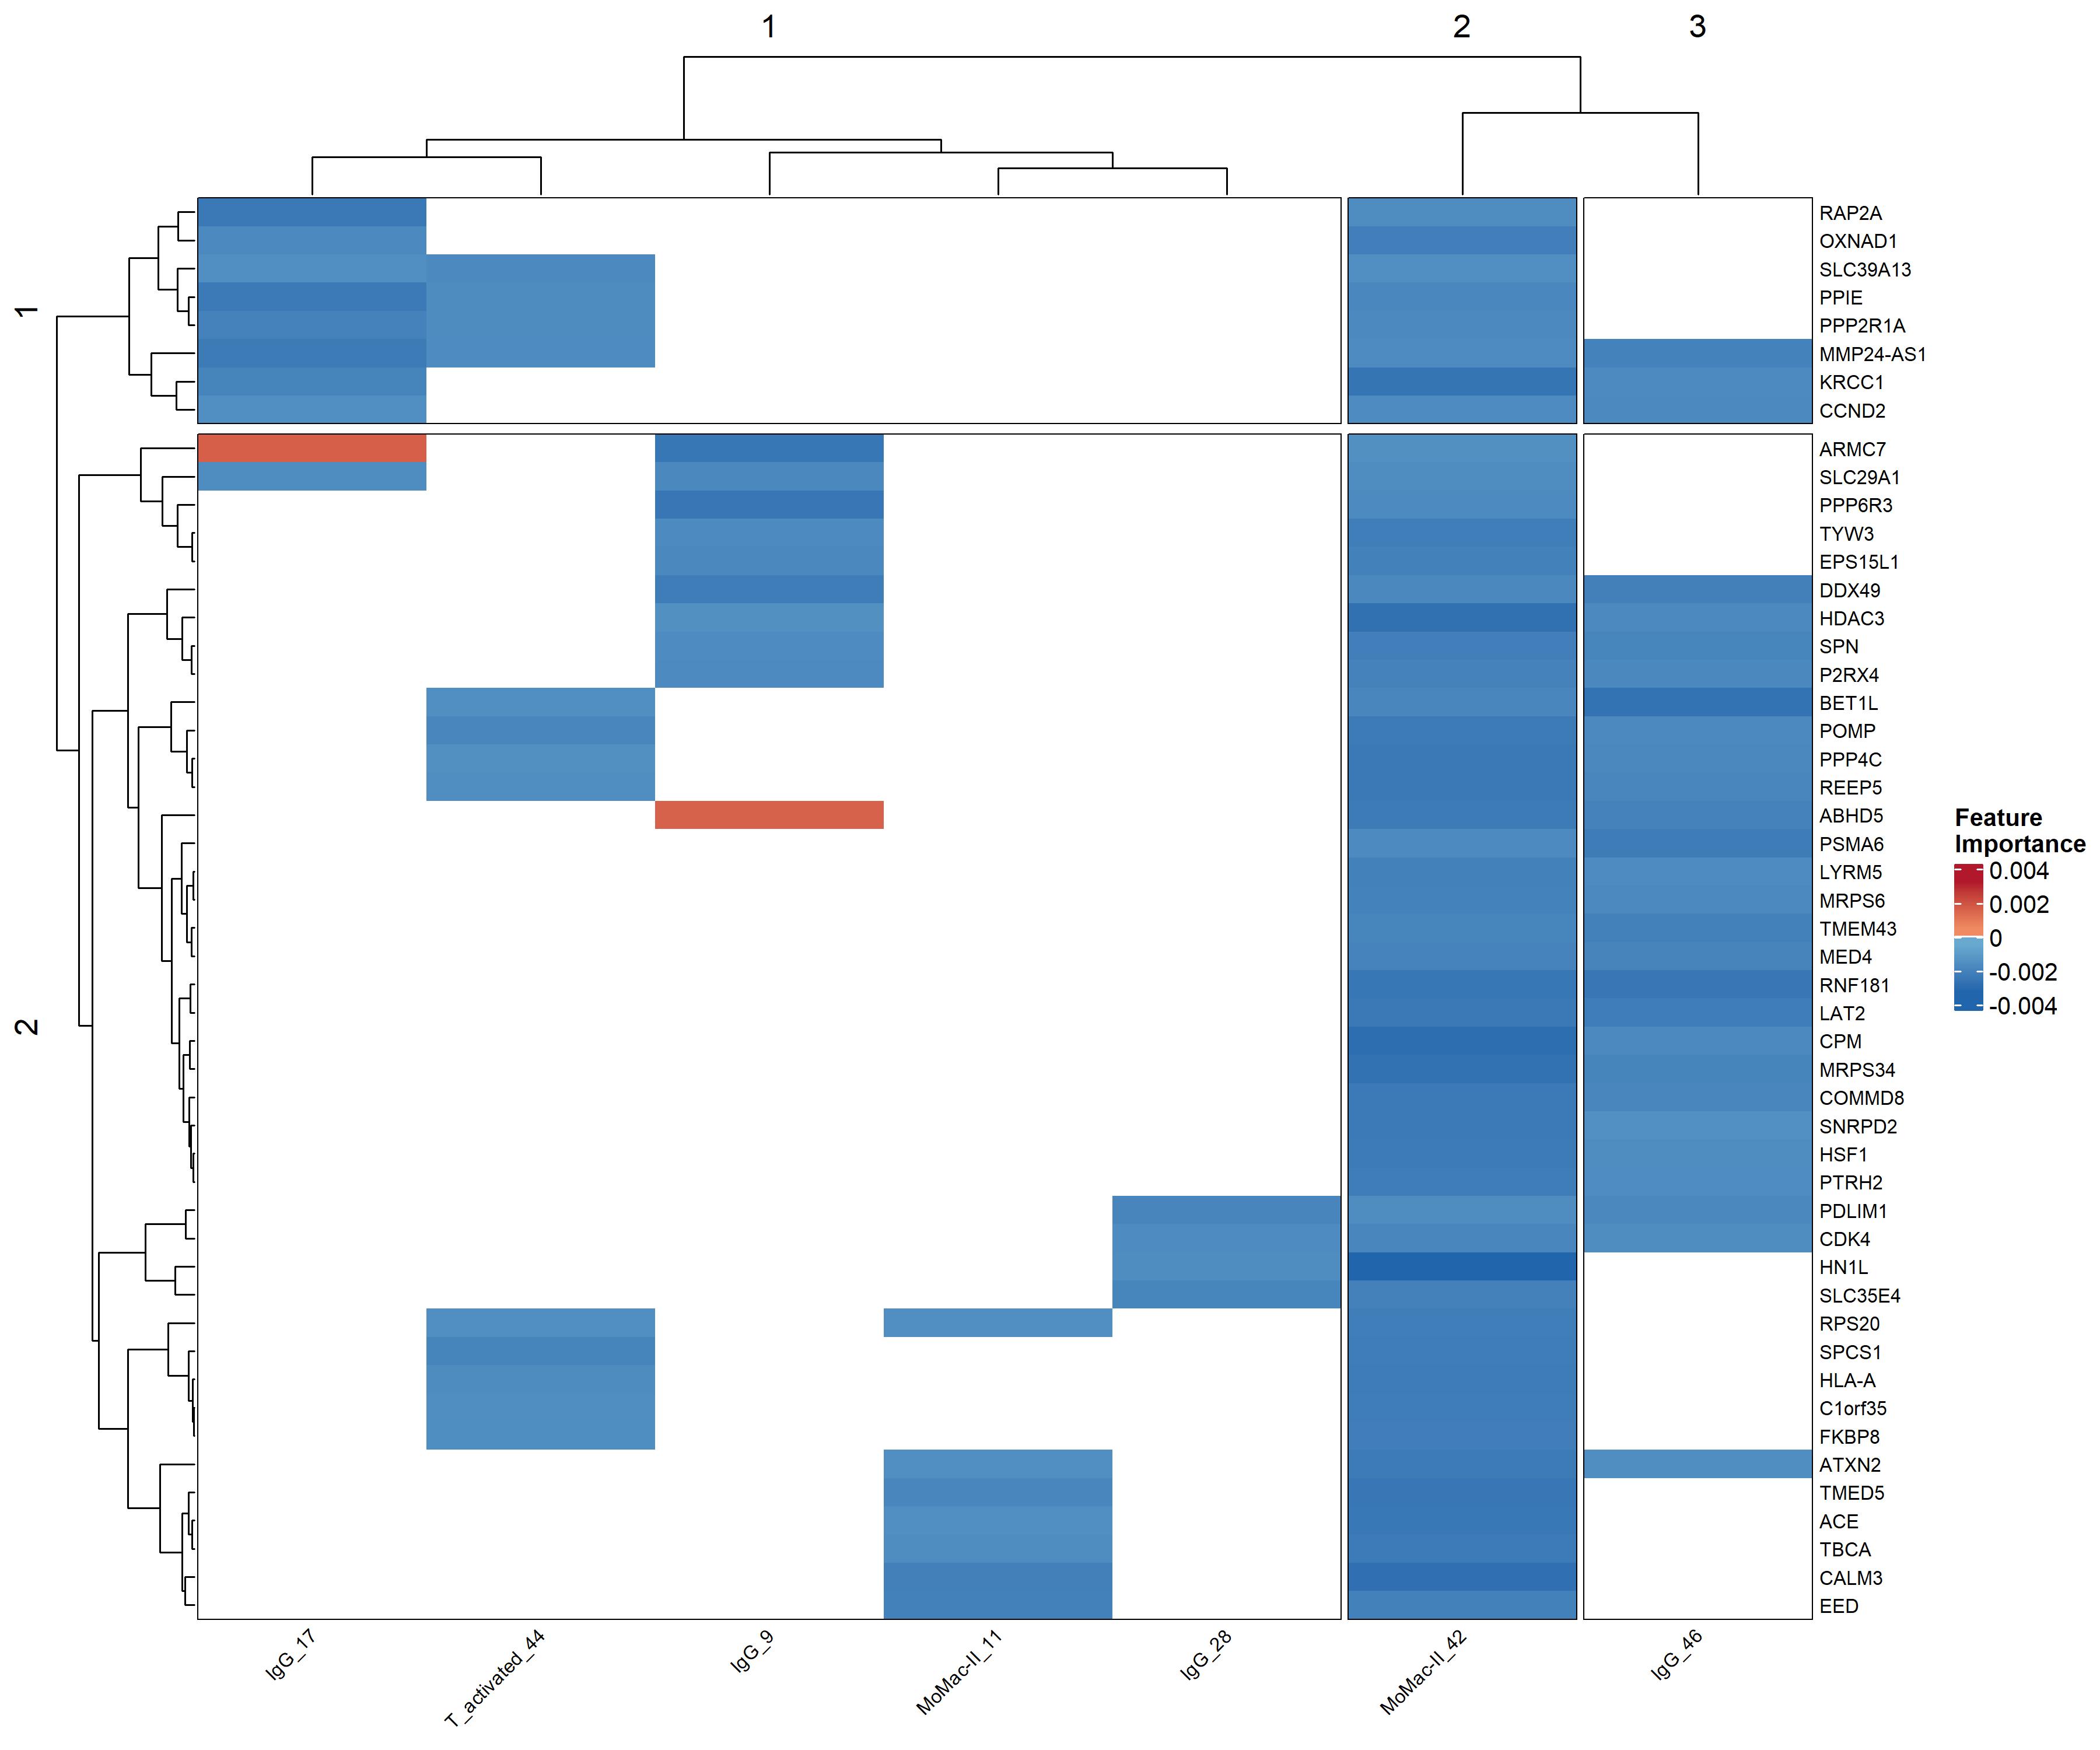 1
2
3
1
2
RAP2A
OXNAD1
SLC39A13
PPIE
PPP2R1A
MMP24-AS1
KRCC1
CCND2
ARMC7
SLC29A1
PPP6R3
TYW3
EPS15L1
DDX49
HDAC3
SPN
P2RX4
BET1L
POMP
PPP4C
REEP5
ABHD5
PSMA6
LYRM5
MRPS6
TMEM43
MED4
RNF181
LAT2
CPM
MRPS34
COMMD8
SNRPD2
HSF1
PTRH2
PDLIM1
CDK4
HN1L
SLC35E4
RPS20
SPCS1
HLA-A
C1orf35
FKBP8
ATXN2
TMED5
ACE
TBCA
CALM3
EED
IgG_17
T_activated_44
IgG_9
MoMac-II_11
IgG_28
MoMac-II_42
IgG_46
Feature
Importance
0.004
0.002
0
-0.002
-0.004